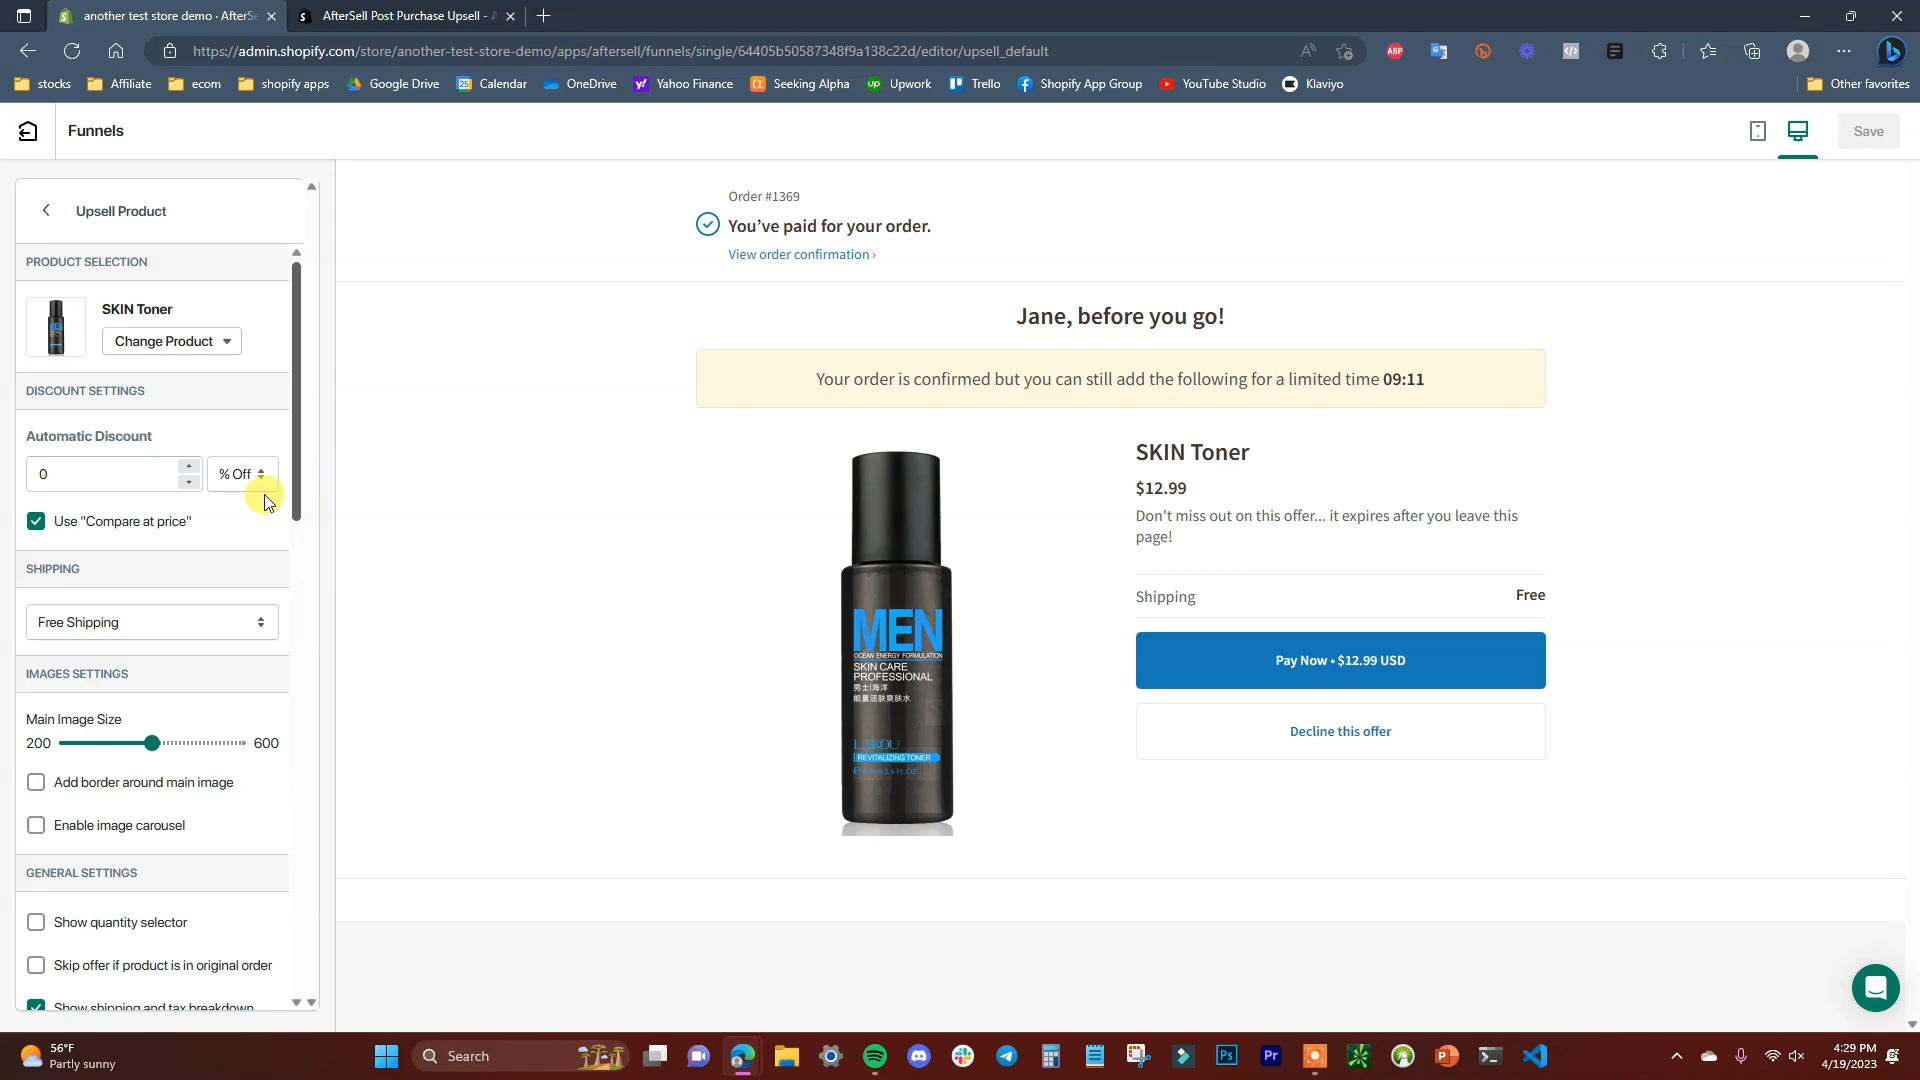 another test store demo · AfterSe
AfterSell Post Purchase Upsell - A
https://admin.shopify.com/store/another-test-store-demo/apps/aftersell/funnels/single/64405b50587348f9a138c22d/editor/upsell_default
ABP
stocks
Affiliate
ecom
shopify apps
Google Drive
Calendar
OneDrive
Yahoo Finance
Seeking Alpha
Upwork
Trello
Shopify App Group
YouTube Studio
Klaviyo
Other favorites
Funnels
Save
Upsell Product
PRODUCT SELECTION
SKIN Toner
Change Product
DISCOUNT SETTINGS
Automatic Discount
0
% Off
Use "Compare at price"
SHIPPING
Free Shipping
IMAGES SETTINGS
Main Image Size
200
600
Add border around main image
Enable image carousel
GENERAL SETTINGS
Show quantity selector
Skip offer if product is in original order
Show shipping and tax breakdown
Order #1369
You've paid for your order.
View order confirmation ›
Jane, before you go!
Your order is confirmed but you can still add the following for a limited time 09:11
MEN
OCEAN ENERGY FORMULATION
SKIN CARE
PROFESSIONAL
男士|海洋
能量活肤爽肤水
REVITALIZING TONER
SKIN Toner
$12.99
Don't miss out on this offer... it expires after you leave this
page!
Shipping
Free
Pay Now • $12.99 USD
Decline this offer
56°F
Partly sunny
Search
Ps
Pr
4:29 PM
4/19/2023